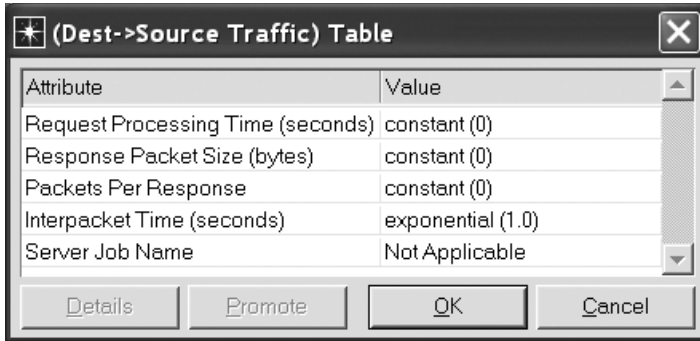 (Dest->Source Traffic) Table
Attribute Value
Request Processing Time (seconds) constant (0)
Response Packet Size (bytes) constant (0)
Packets Per Response constant (0)
Interpacket Time (seconds) exponential (1.0)
Server Job Name Not Applicable
Details Promote OK Cancel